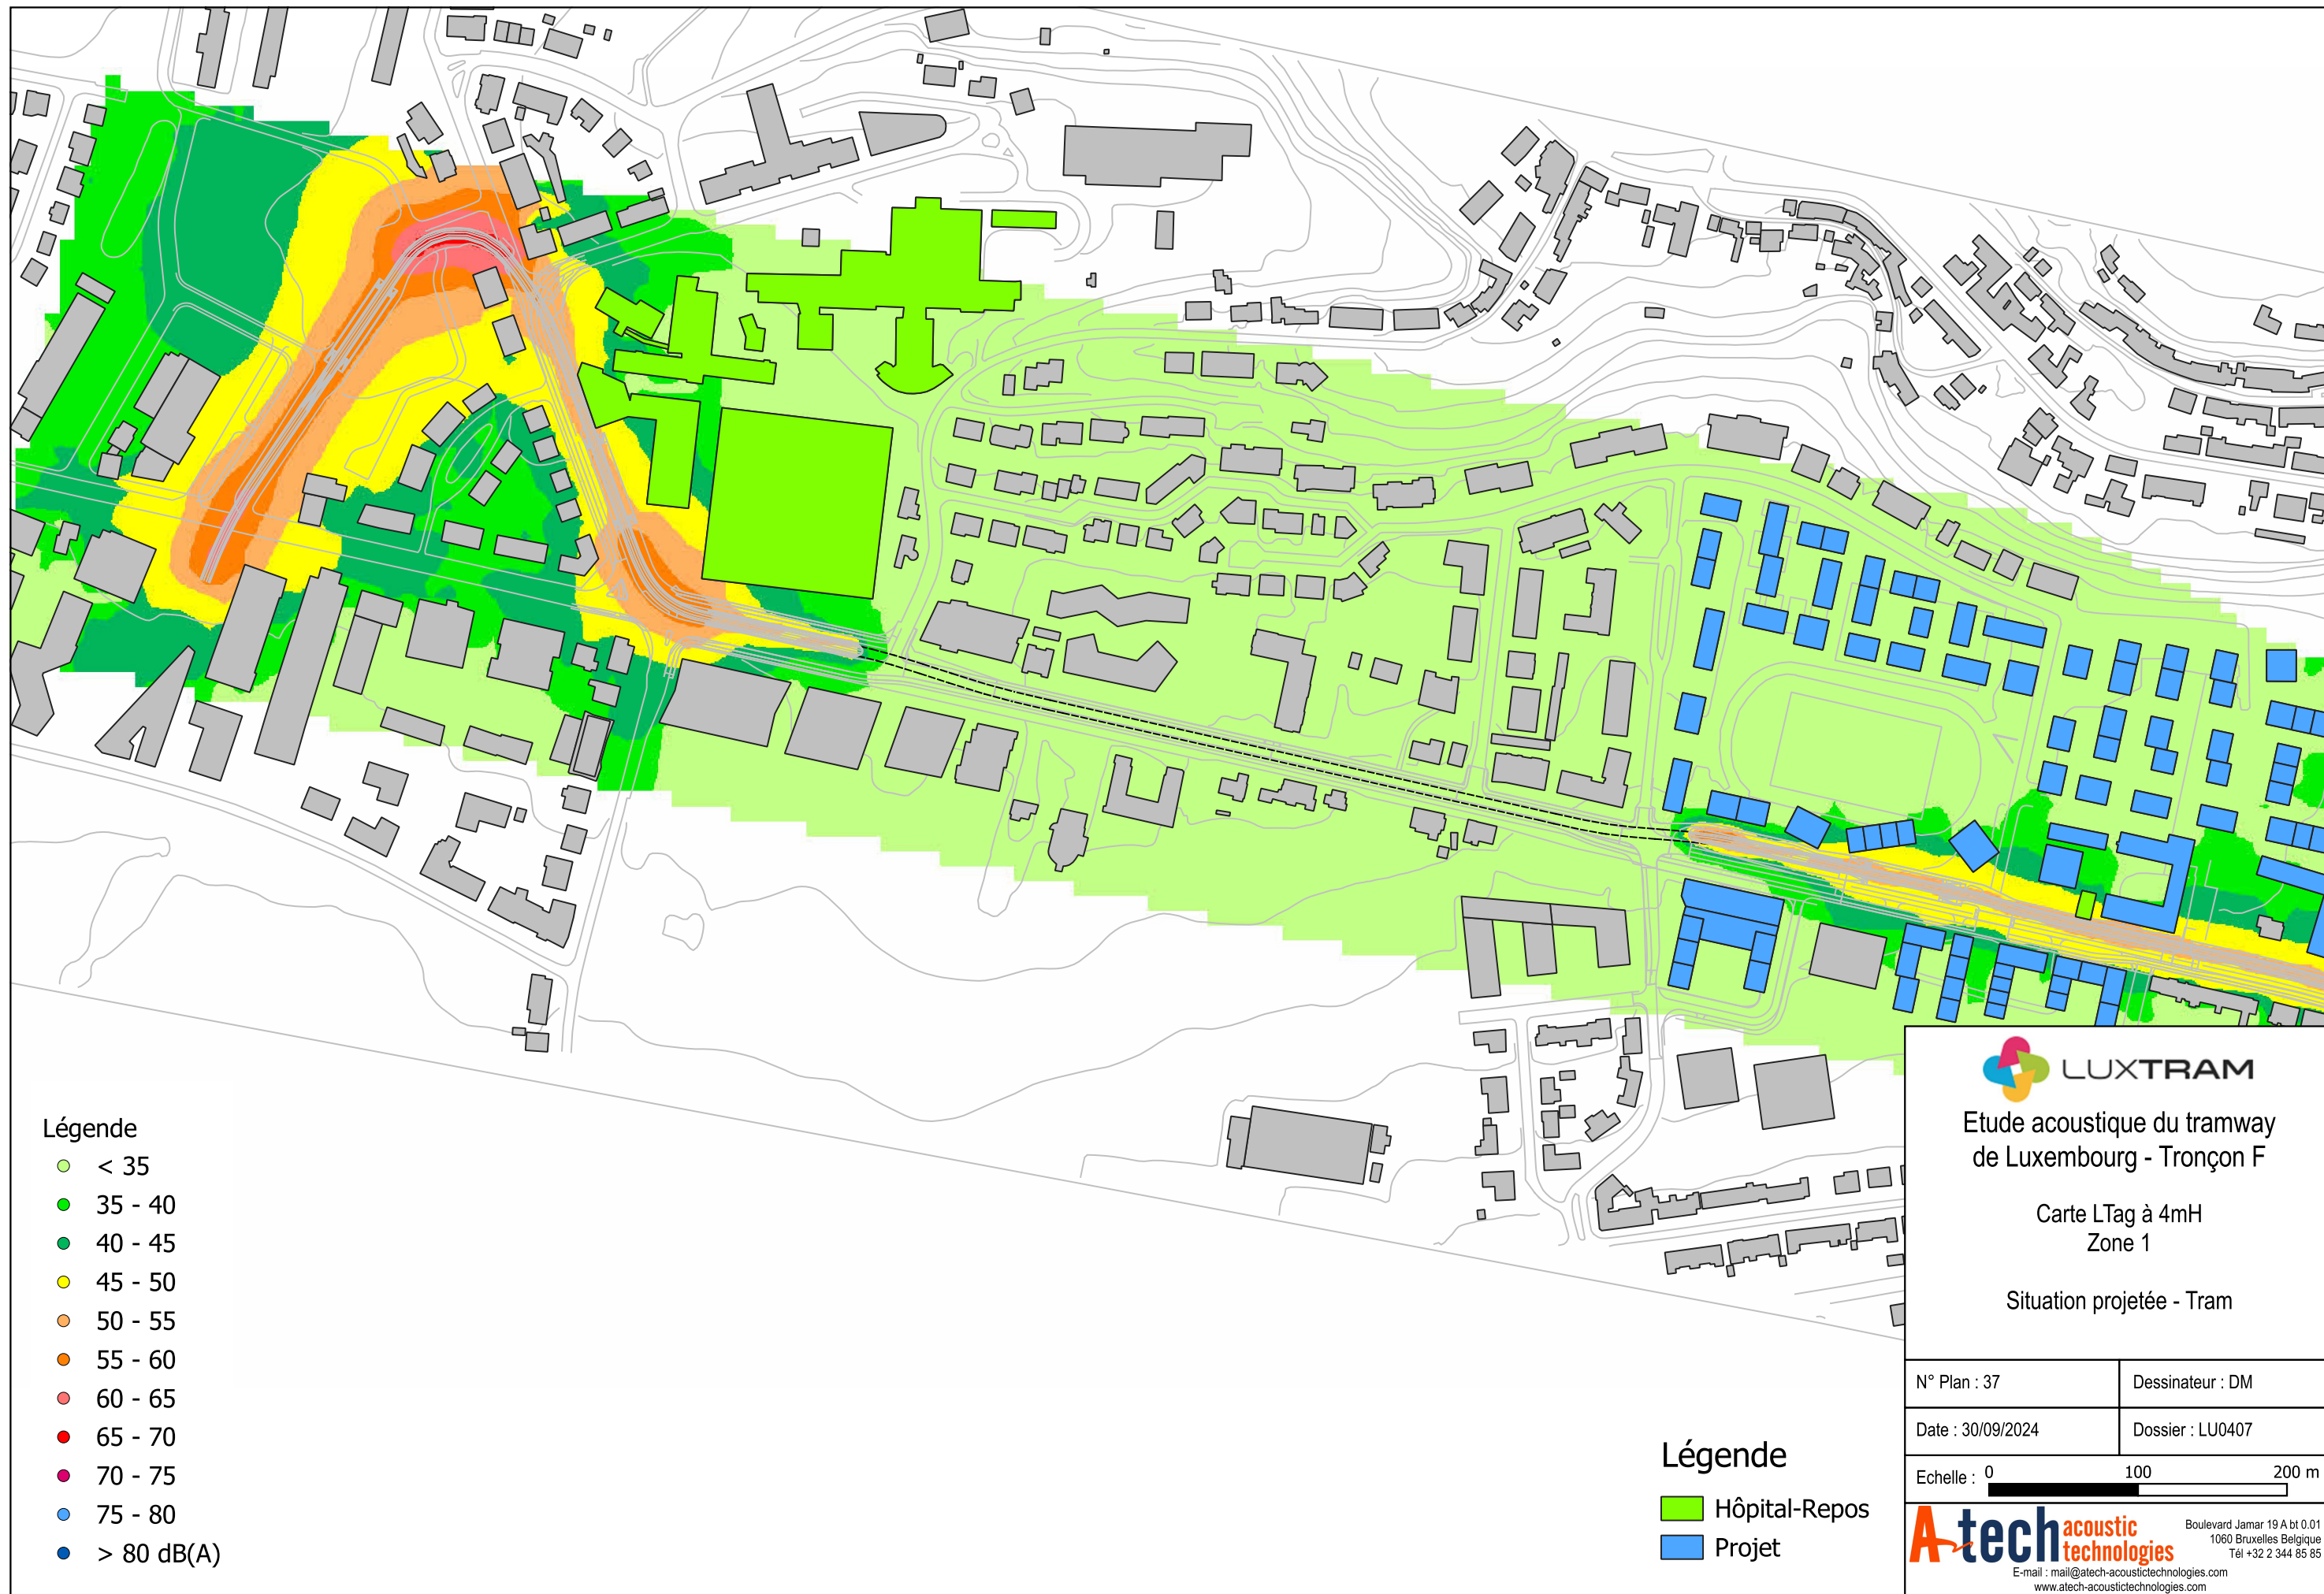 Légende
< 35
35 - 40
40 - 45
45 - 50
50 - 55
55 - 60
60 - 65
65 - 70
70 - 75
75 - 80
> 80 dB(A)
Légende
Hôpital-Repos
Projet
LUXTRAM
Etude acoustique du tramway
de Luxembourg - Tronçon F
Carte LTag à 4mH
Zone 1
Situation projetée - Tram
N° Plan : 37
Dessinateur : DM
Date : 30/09/2024
Dossier : LU0407
Echelle : 0 100 200 m
A-tech acoustic technologies
Boulevard Jamar 19 A bt 0.01
1060 Bruxelles Belgique
Tél +32 2 344 85 85
E-mail : mail@atech-acoustictechnologies.com
www.atech-acoustictechnologies.com